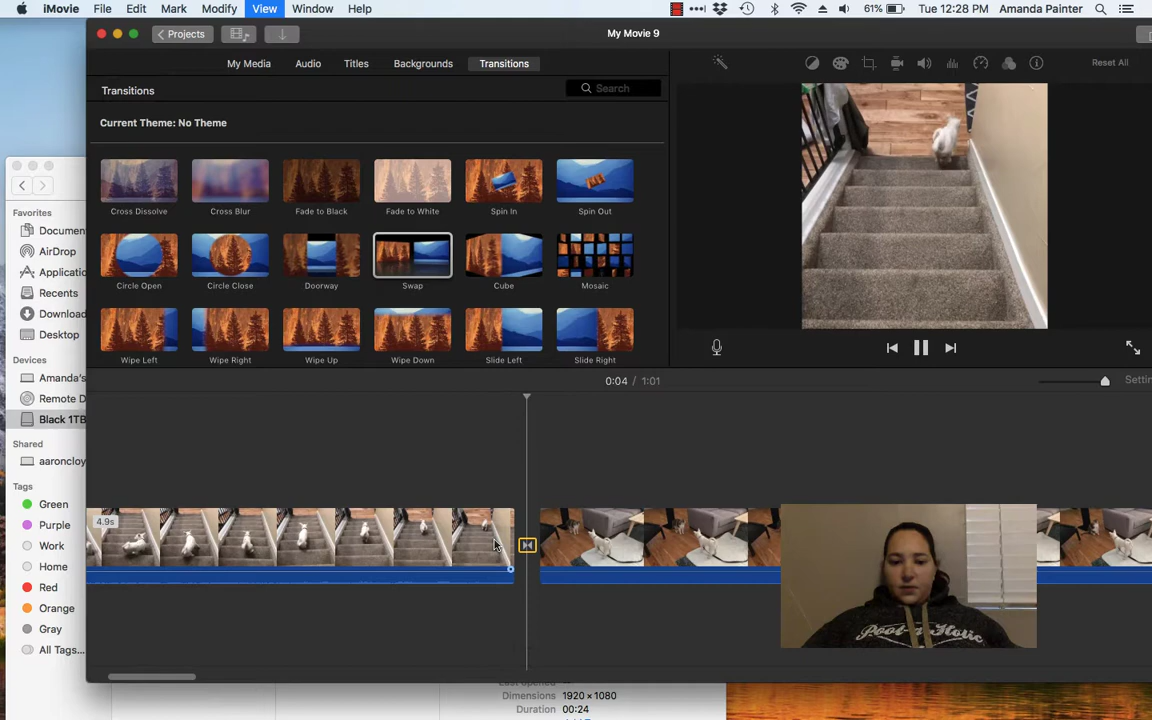 iMovie File Edit Mark Modify View Window Help 61% Tue 12:28 PM Amanda Painter
Projects My Movie 9
My Media Audio Titles Backgrounds Transitions Reset All
Transitions Search
Current Theme: No Theme
Cross Dissolve Cross Blur Fade to Black Fade to White Spin In Spin Out
Circle Open Circle Close Doorway Swap Cube Mosaic
Wipe Left Wipe Right Wipe Up Wipe Down Slide Left Slide Right
0:04 / 1:01 Settin
4.9s
Favorites
Documen
AirDrop
Applicatio
Recents
Download
Desktop
Devices
Amanda's
Remote D
Black 1TB
Shared
aaroncloy
Tags
Green
Purple
Work
Home
Red
Orange
Gray
All Tags...
Dimensions 1920 × 1080
Duration 00:24